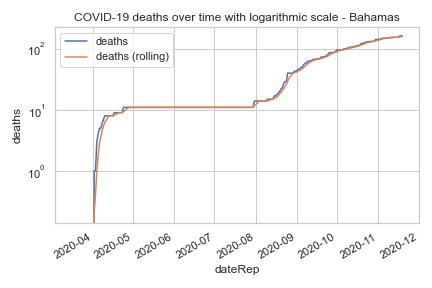 COVID-19 deaths over time with logarithmic scale - Bahamas
deaths
deaths (rolling)
10²
10¹
10⁰
deaths
2020-04
2020-05
2020-06
2020-07
2020-08
2020-09
2020-10
2020-11
2020-12
dateRep